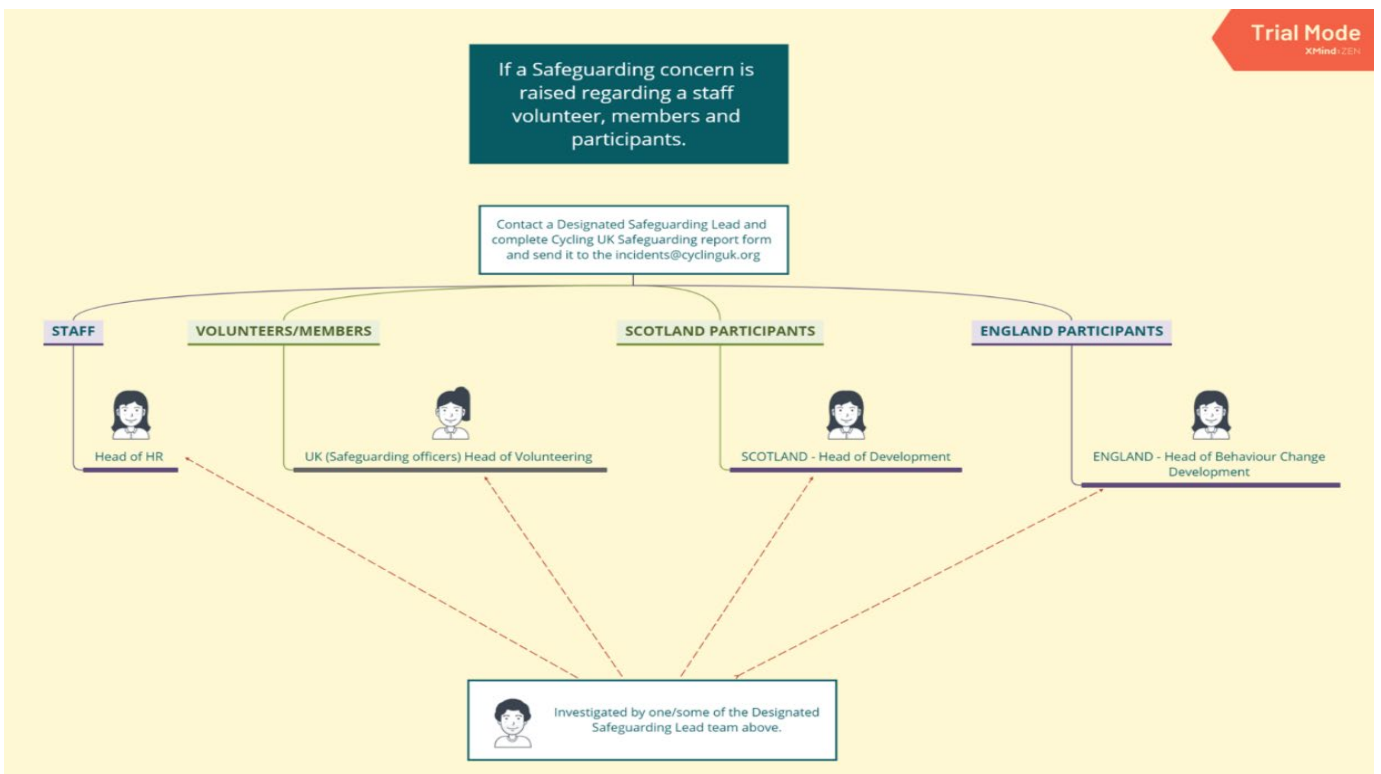 Trial Mode
XMind:ZEN
If a Safeguarding concern is
raised regarding a staff
volunteer, members and
participants.
Contact a Designated Safeguarding Lead and
complete Cycling UK Safeguarding report form
and send it to the incidents@cyclinguk.org
STAFF
VOLUNTEERS/MEMBERS
SCOTLAND PARTICIPANTS
ENGLAND PARTICIPANTS
Head of HR
UK (Safeguarding officers) Head of Volunteering
SCOTLAND - Head of Development
ENGLAND - Head of Behaviour Change
Development
Investigated by one/some of the Designated
Safeguarding Lead team above.